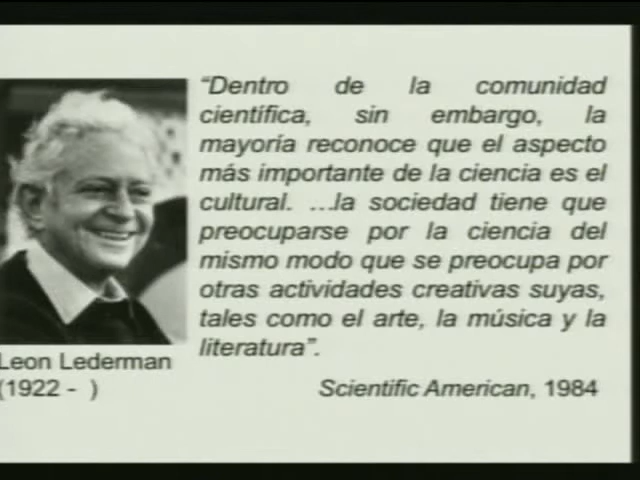 “Dentro de la comunidad
científica, sin embargo, la
mayoría reconoce que el aspecto
más importante de la ciencia es el
cultural. ...la sociedad tiene que
preocuparse por la ciencia del
mismo modo que se preocupa por
otras actividades creativas suyas,
tales como el arte, la música y la
literatura”.
Leon Lederman
(1922 - )
Scientific American, 1984